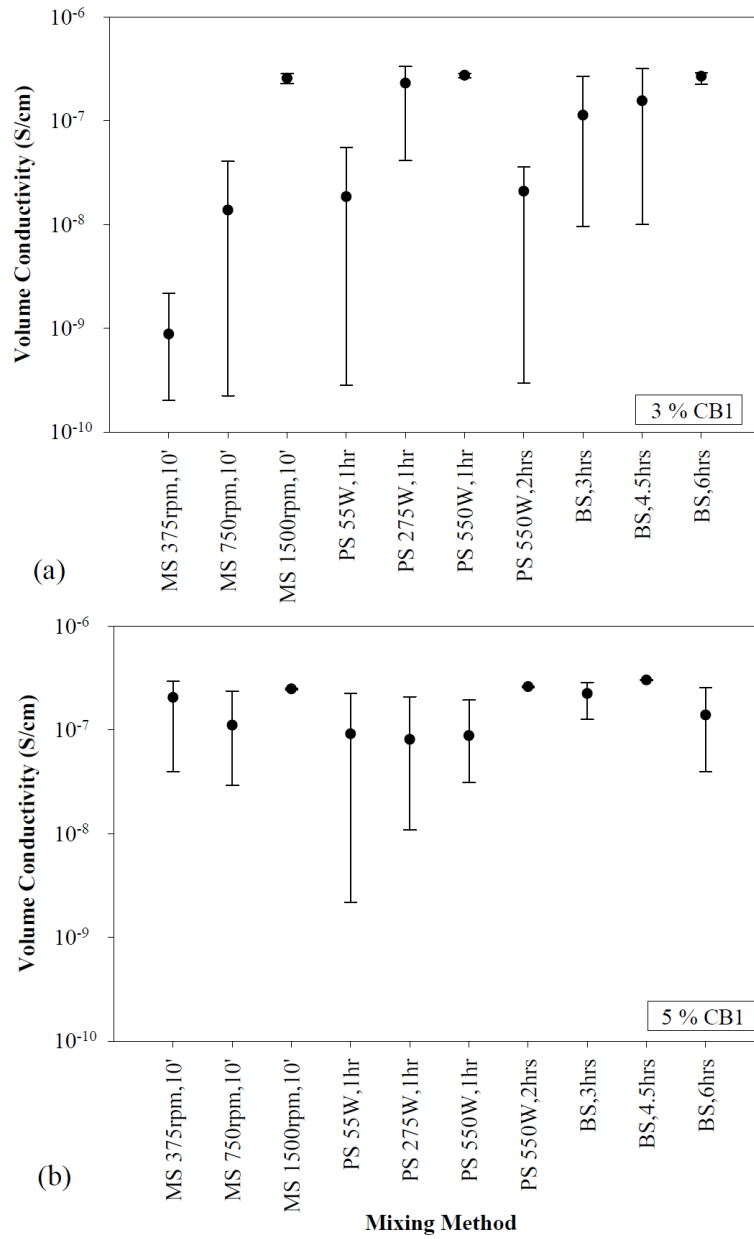 Volume Conductivity (S/cm)
10⁻⁶
10⁻⁷
10⁻⁸
10⁻⁹
10⁻¹⁰
3 % CB1
MS 375rpm,10'
MS 750rpm,10'
MS 1500rpm,10'
PS 55W,1hr
PS 275W,1hr
PS 550W,1hr
PS 550W,2hrs
BS,3hrs
BS,4.5hrs
BS,6hrs
(a)
Volume Conductivity (S/cm)
10⁻⁶
10⁻⁷
10⁻⁸
10⁻⁹
10⁻¹⁰
5 % CB1
MS 375rpm,10'
MS 750rpm,10'
MS 1500rpm,10'
PS 55W,1hr
PS 275W,1hr
PS 550W,1hr
PS 550W,2hrs
BS,3hrs
BS,4.5hrs
BS,6hrs
(b)
Mixing Method